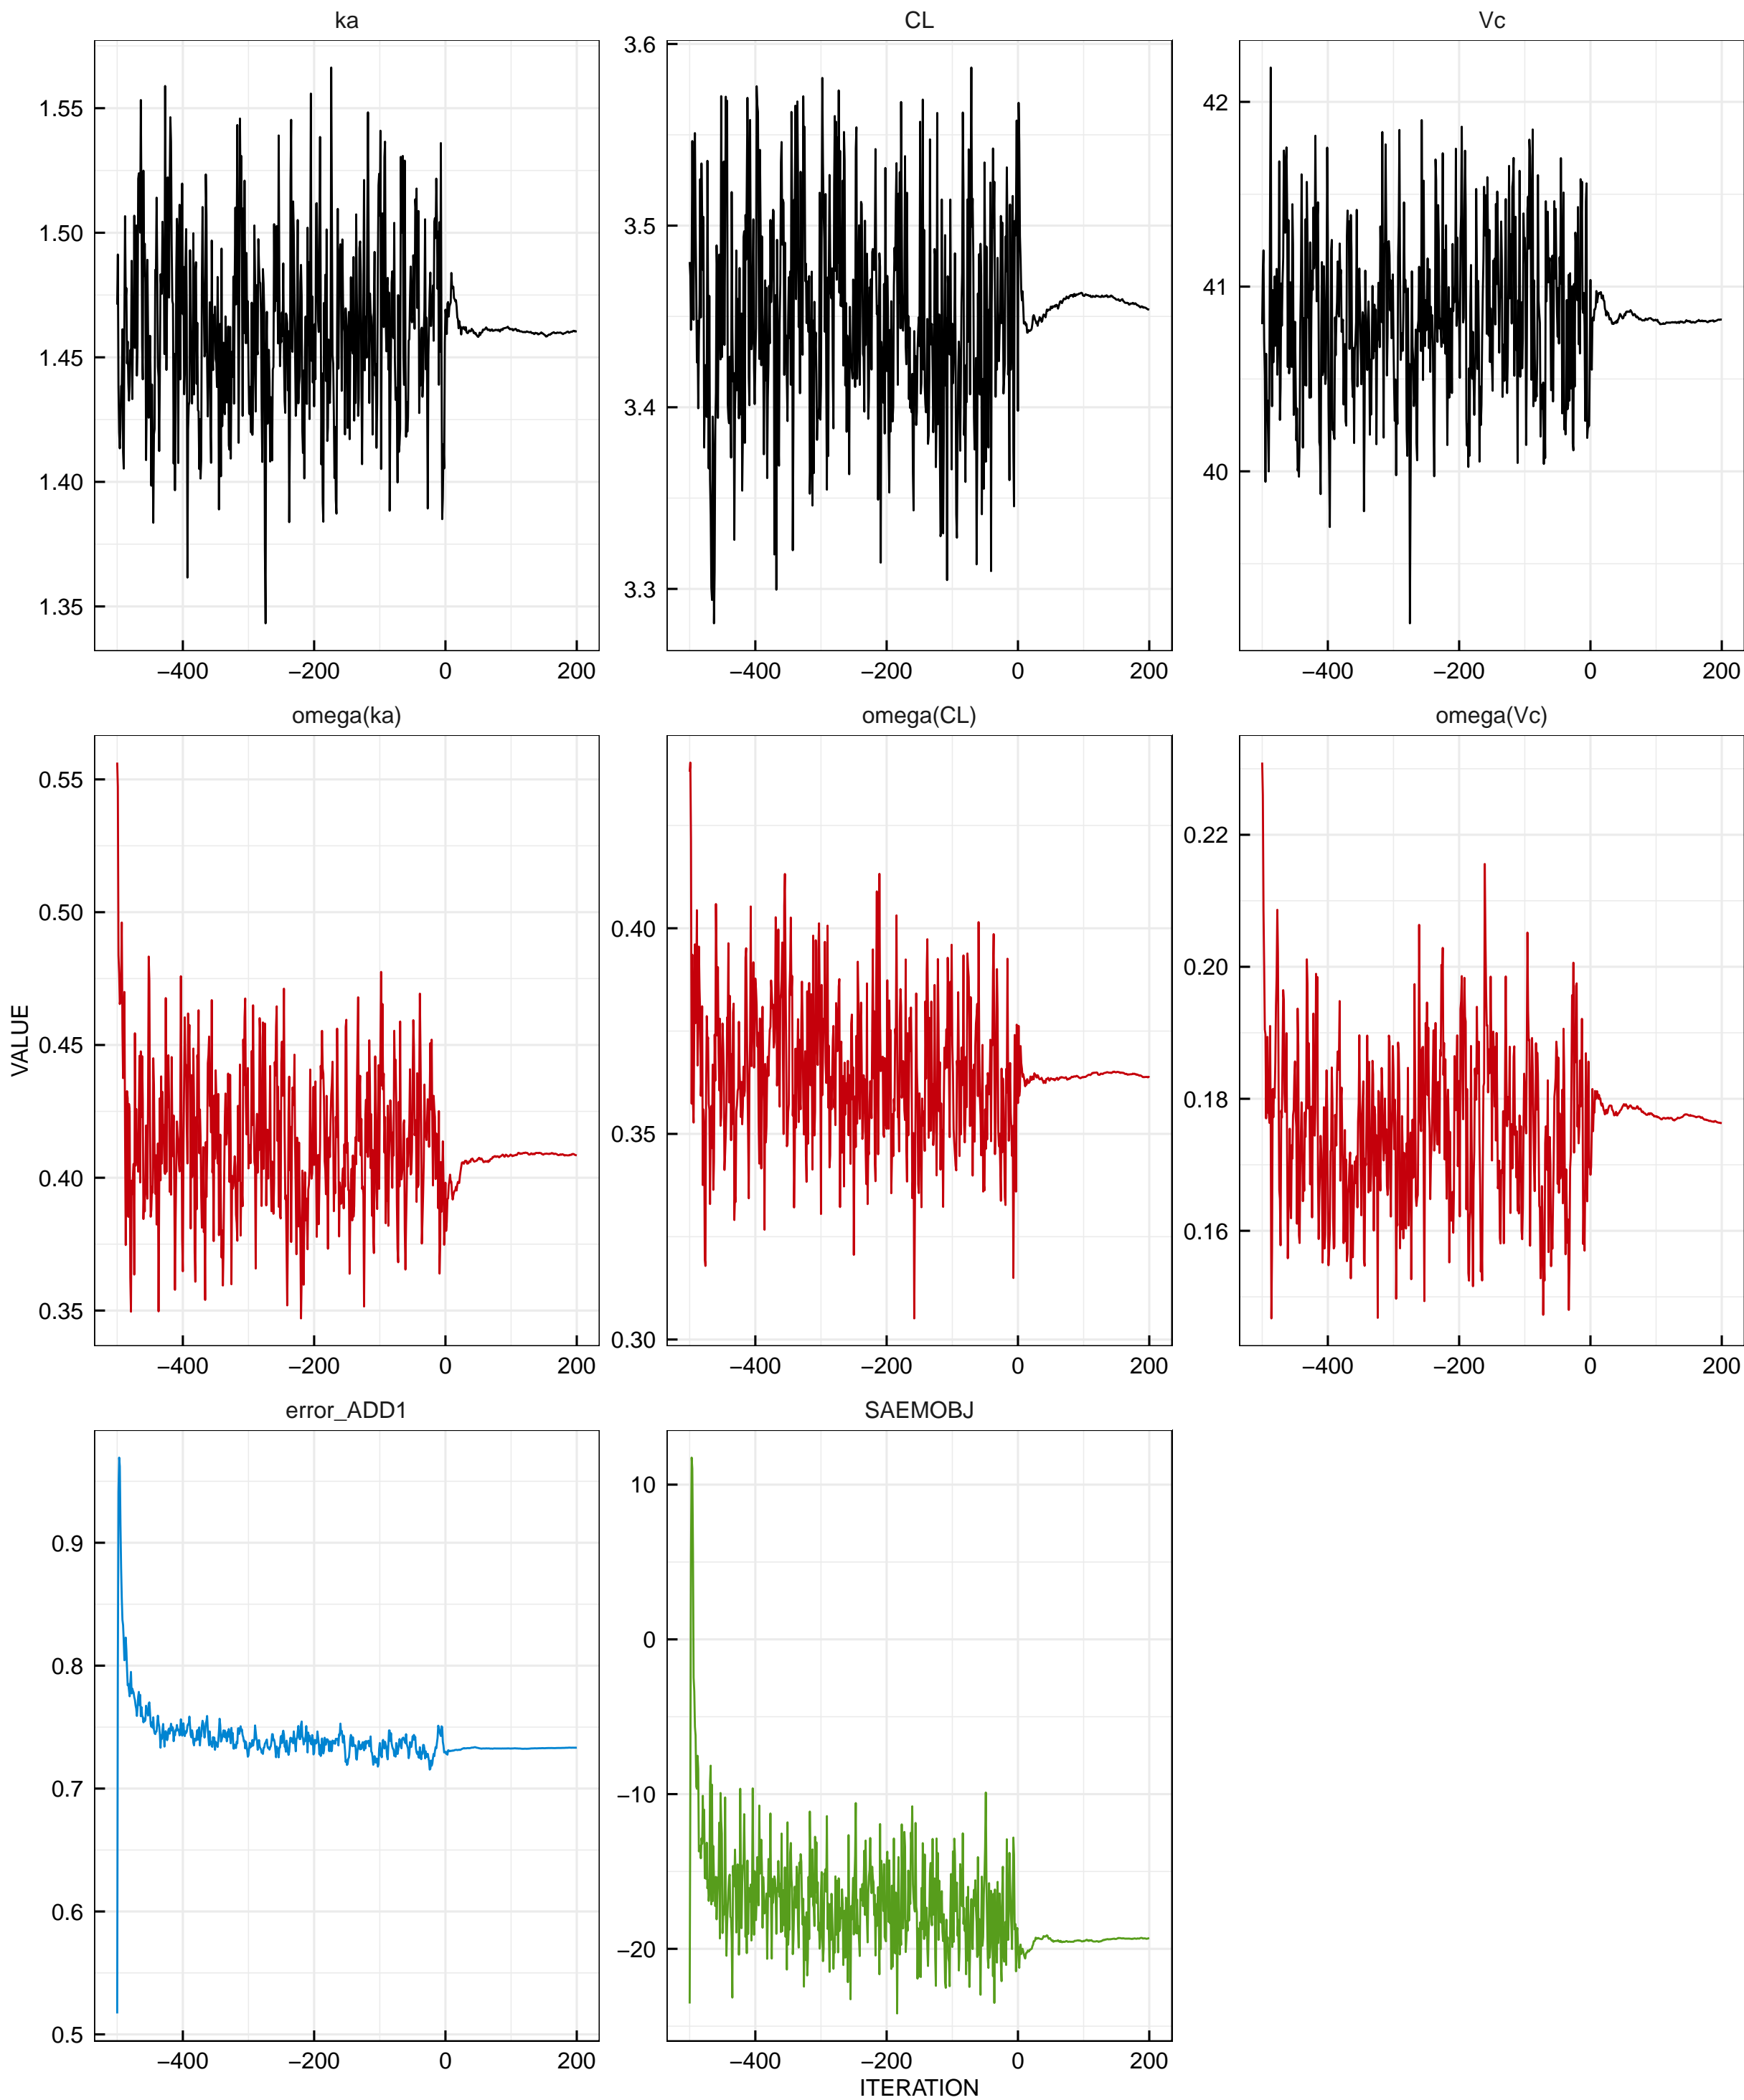 ka CL Vc
1.55 1.50 1.45 1.40 1.35
3.6 3.5 3.4 3.3
42 41 40
−400 −200 0 200 −400 −200 0 200 −400 −200 0 200
omega(ka) omega(CL) omega(Vc)
VALUE
0.55 0.50 0.45 0.40 0.35
0.40 0.35 0.30
0.22 0.20 0.18 0.16
−400 −200 0 200 −400 −200 0 200 −400 −200 0 200
error_ADD1 SAEMOBJ
0.9 0.8 0.7 0.6 0.5
10 0 −10 −20
−400 −200 0 200 −400 −200 0 200
ITERATION